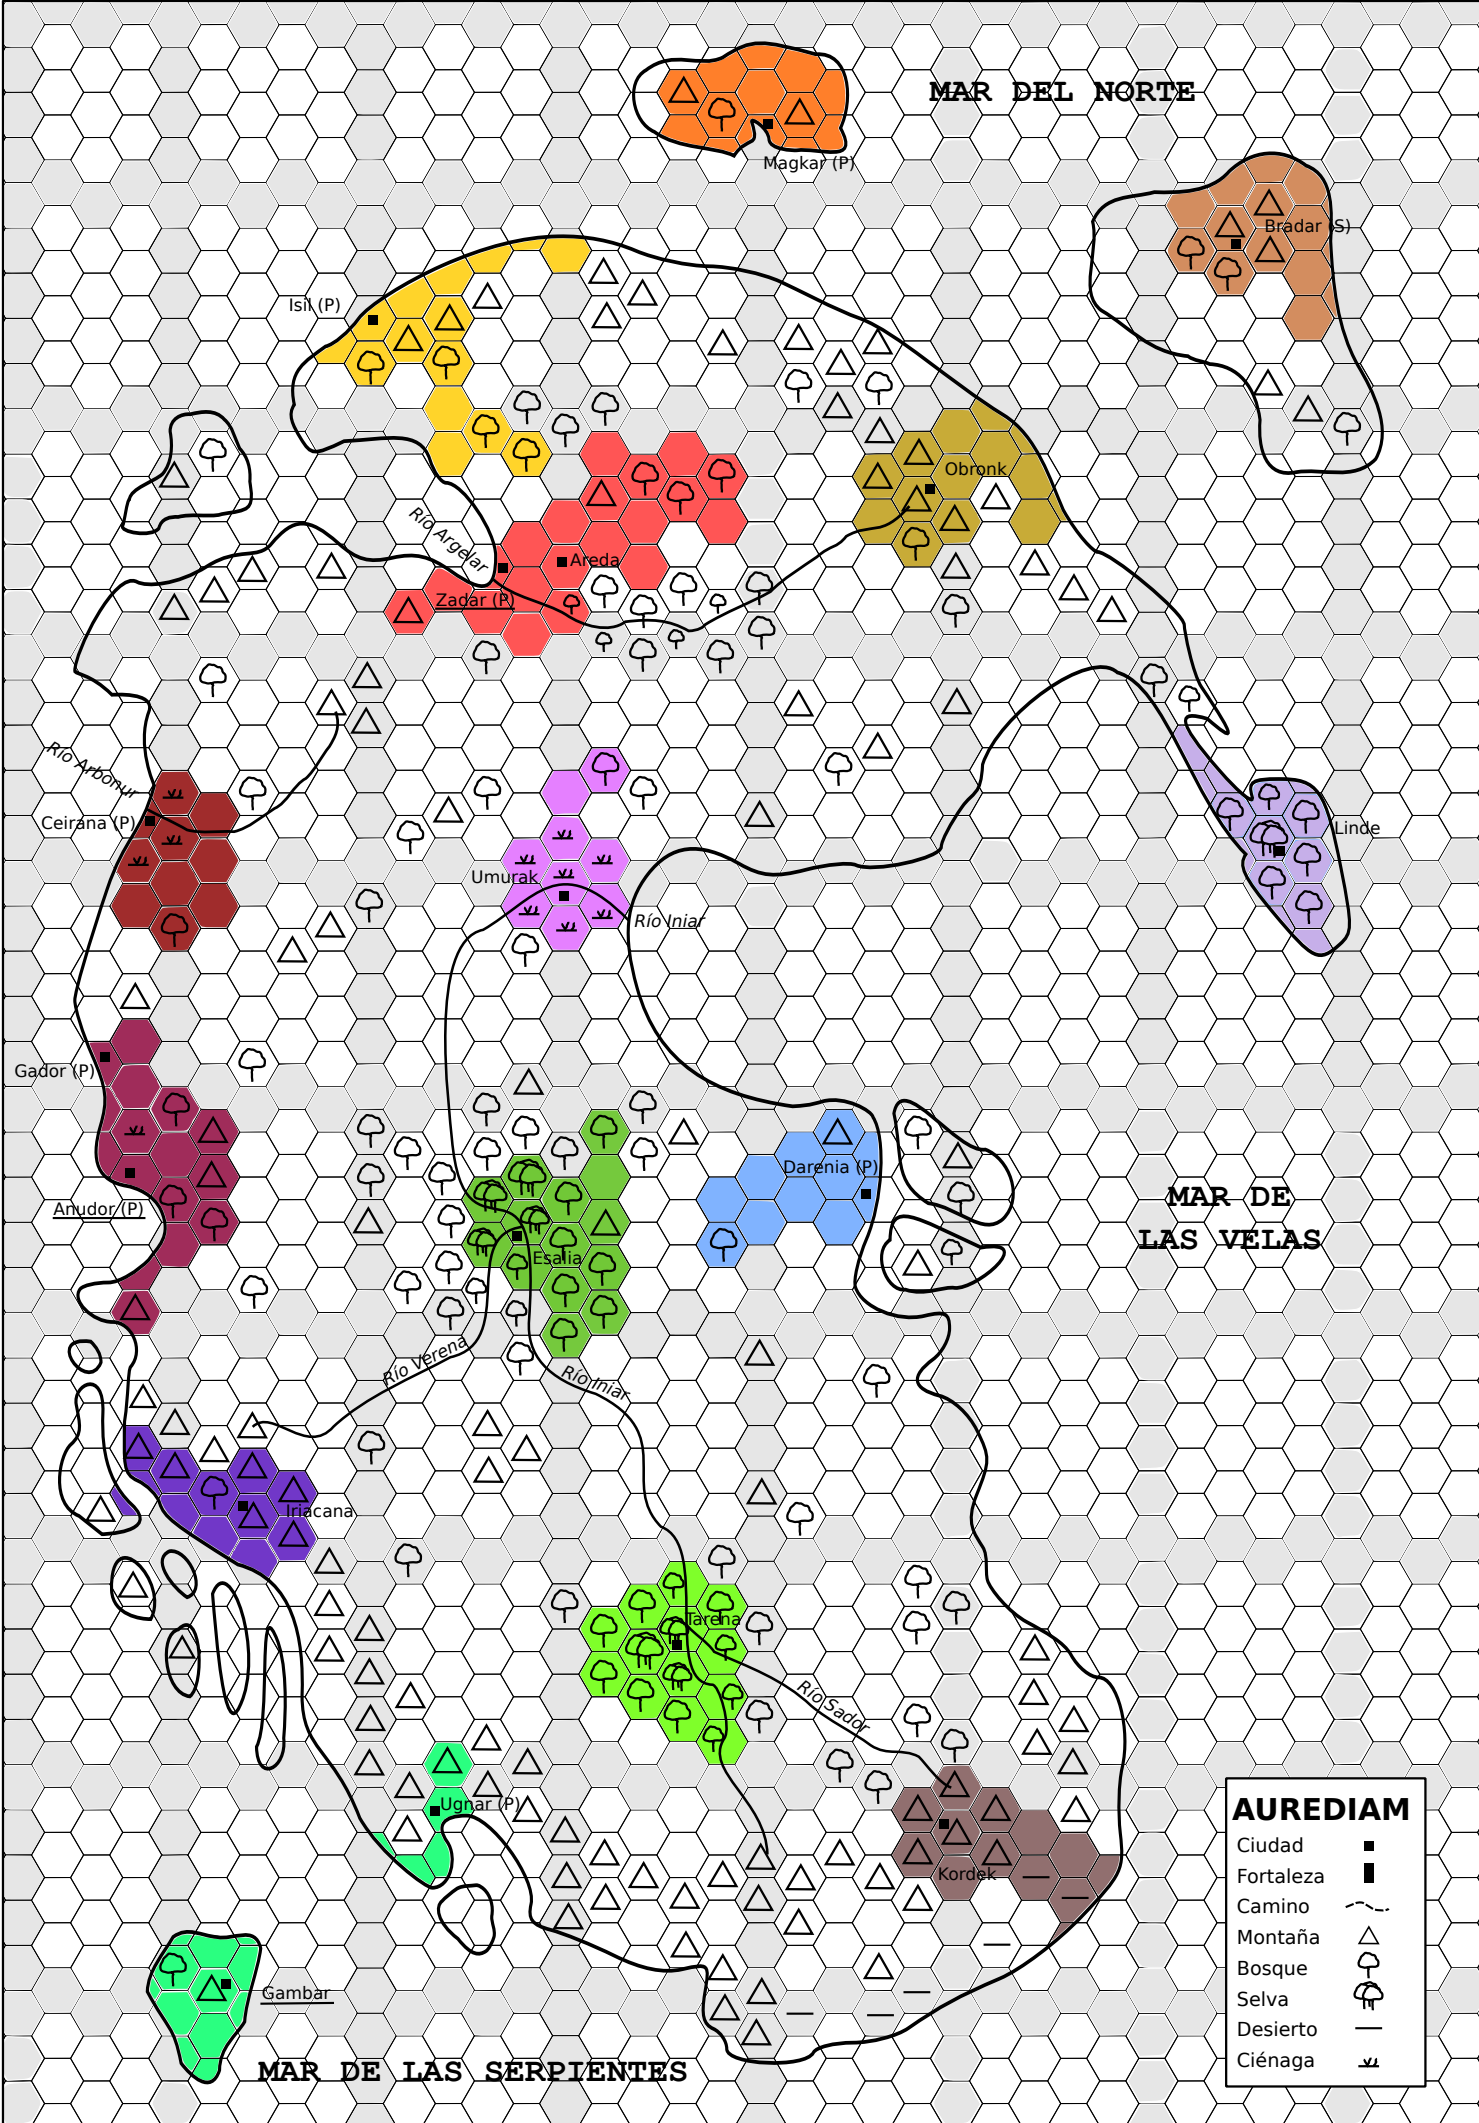 MAR DEL NORTE
Magkar (P)
Bradar (S)
Isil (P)
Obronk
Río Argelar
Areda
Zadar (P)
Río Arbonur
Ceirana (P)
Linde
Umurak
Río Iniar
Gador (P)
Darenia (P)
Anudor (P)
MAR DE
LAS VELAS
Esalia
Río Verena
Río Iniar
Iriacana
Tarena
Río Sador
Ugnar (P)
Kordek
Gambar
MAR DE LAS SERPIENTES
AUREDIAM
Ciudad
Fortaleza
Camino
Montaña
Bosque
Selva
Desierto
Ciénaga